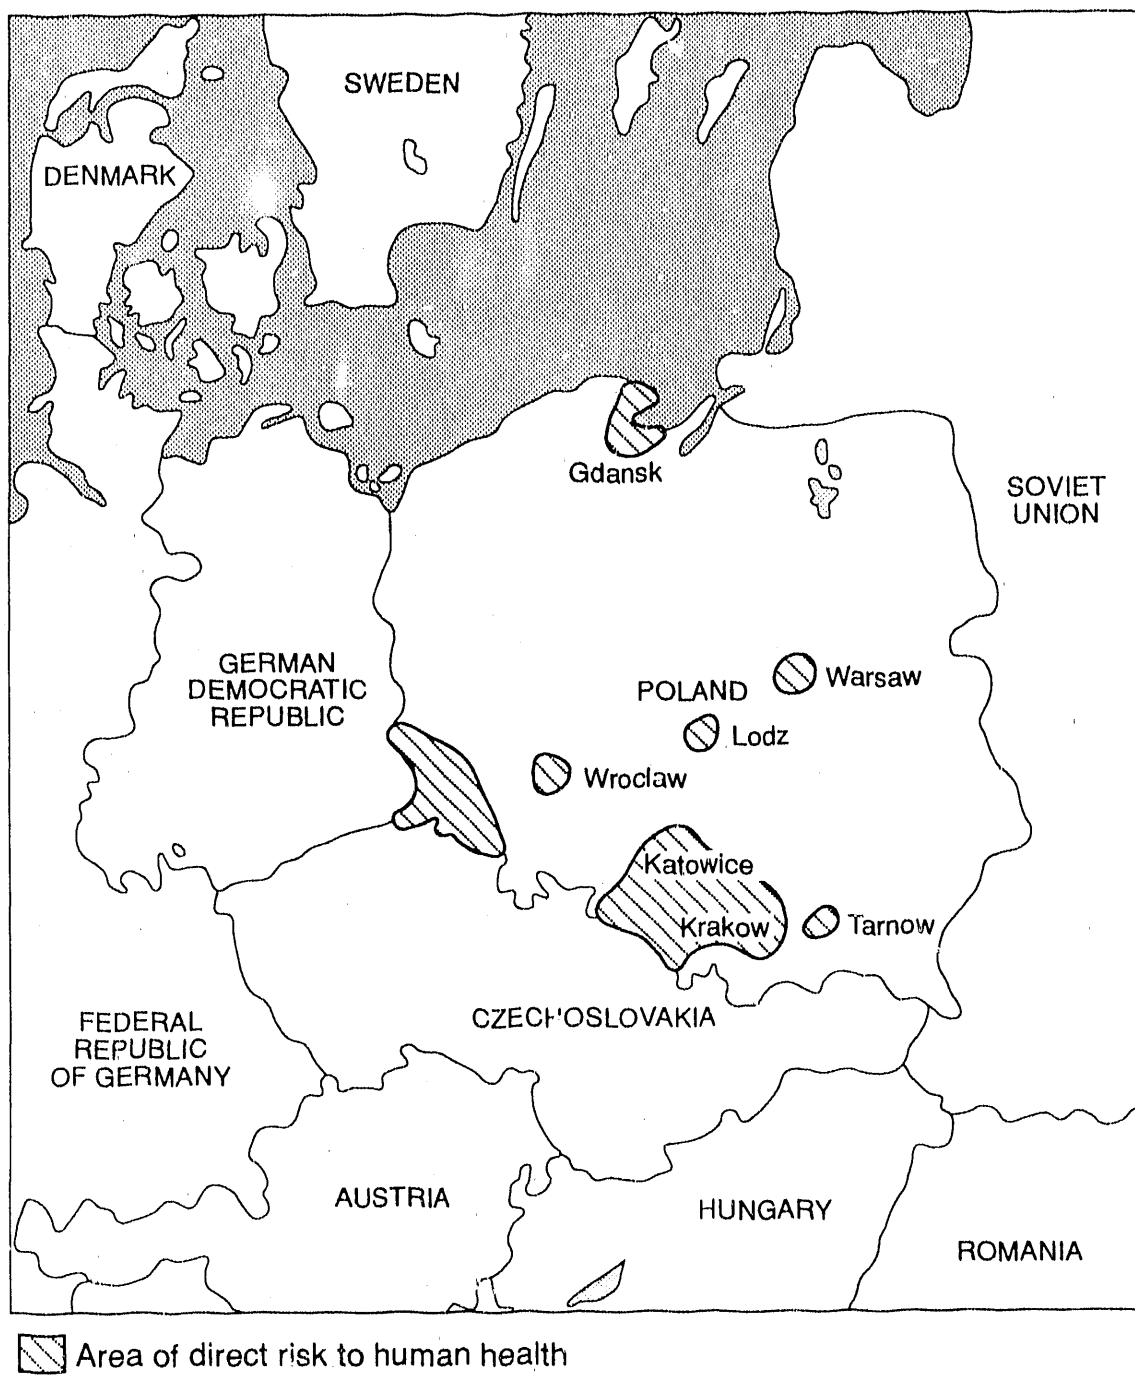 SWEDEN
DENMARK
Gdansk
SOVIET
UNION
GERMAN
DEMOCRATIC
REPUBLIC
POLAND
Warsaw
Lodz
Wroclaw
Katowice
Krakow
Tarnow
FEDERAL
REPUBLIC
OF GERMANY
CZECHOSLOVAKIA
AUSTRIA
HUNGARY
ROMANIA
Area of direct risk to human health